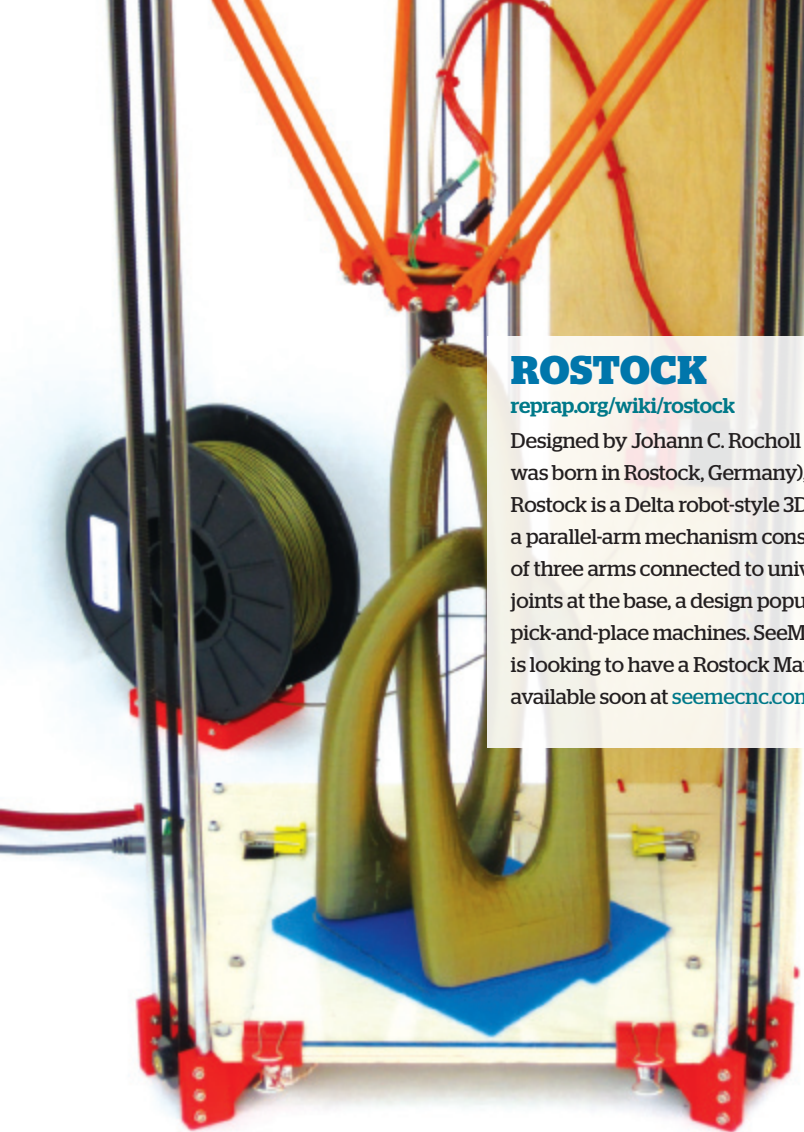 ROSTOCK
reprap.org/wiki/rostock
Designed by Johann C. Rocholl
was born in Rostock, Germany),
Rostock is a Delta robot-style 3D
a parallel-arm mechanism cons
of three arms connected to univ
joints at the base, a design popu
pick-and-place machines. SeeM
is looking to have a Rostock Ma
available soon at seemecnc.com